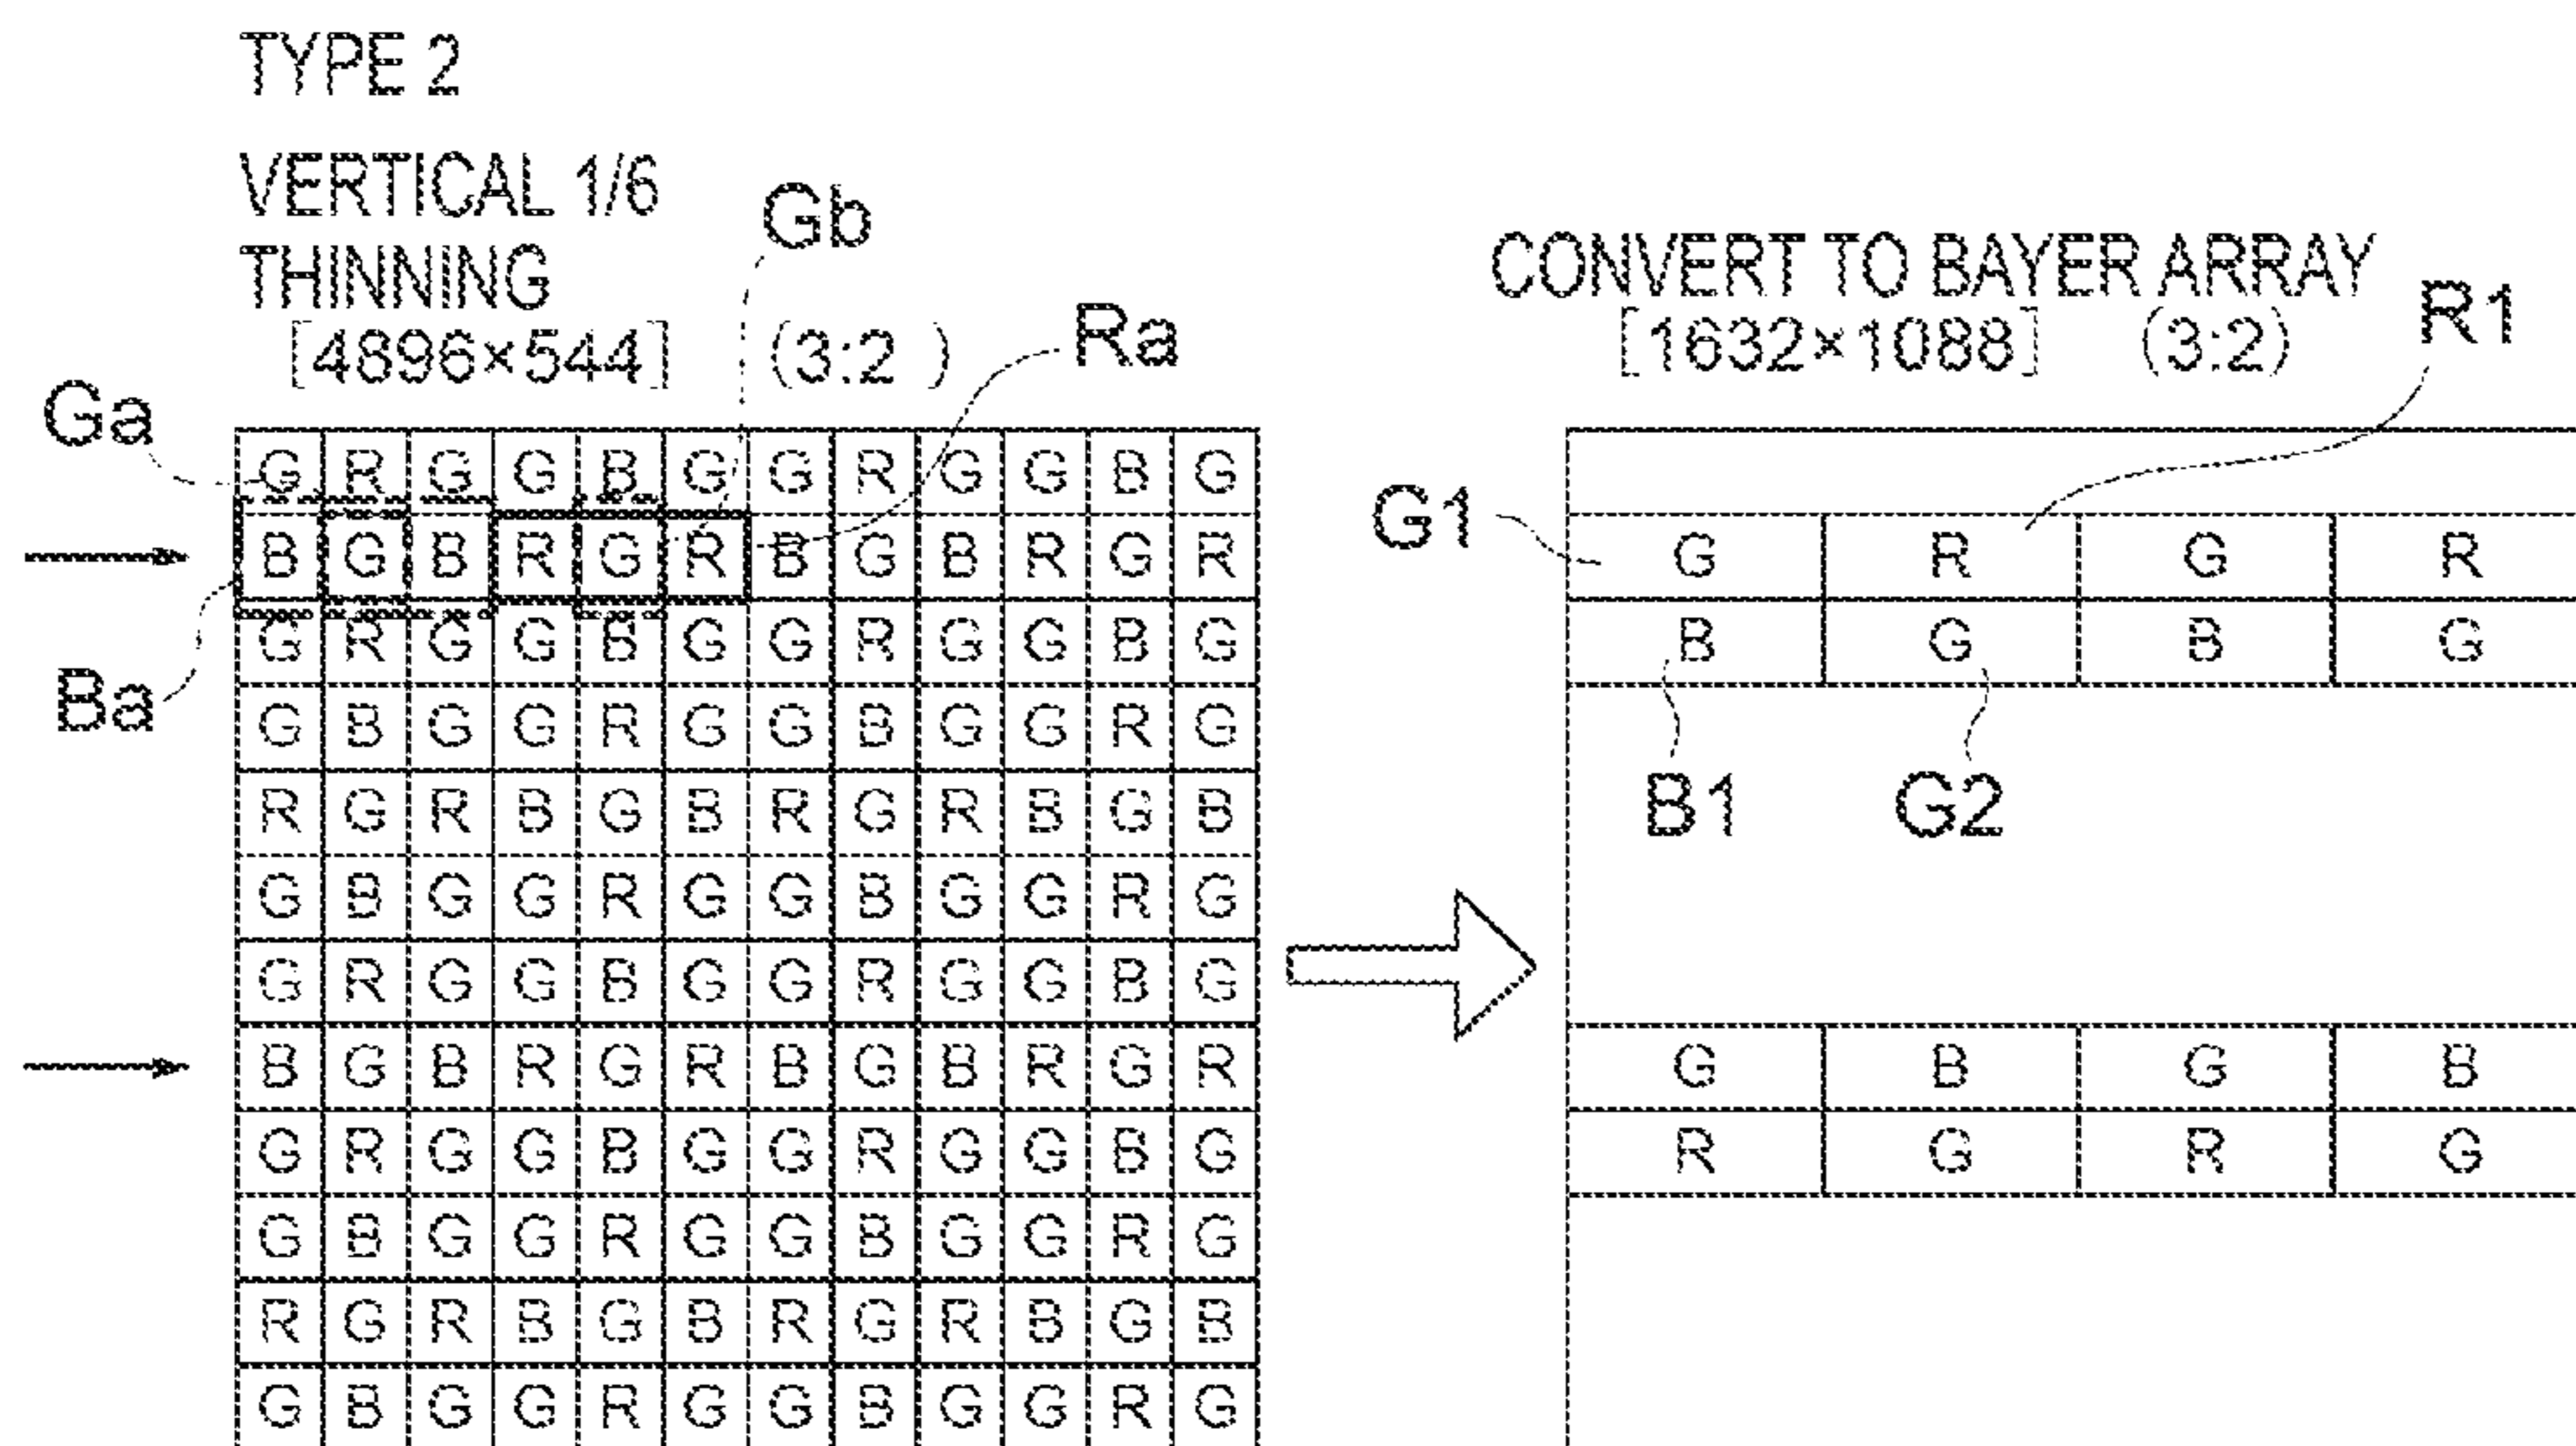 TYPE 2
VERTICAL 1/6
THINNING
[4896×544] (3:2 )
Gb
Ra
Ga
Ba
G R G G B G G R G G B G
B G B R G R B G B R G R
G R G G B G G R G G B G
G B G G R G G B G G R G
R G R B G B R G R B G B
G B G G R G G B G G R G
G R G G B G G R G G B G
B G B R G R B G B R G R
G R G G B G G R G G B G
G B G G R G G B G G R G
R G R B G B R G R B G B
G B G G R G G B G G R G
CONVERT TO BAYER ARRAY
[1632×1088] (3:2)
R1
G1
G R G R
B G B G
B1 G2
G B G B
R G R G